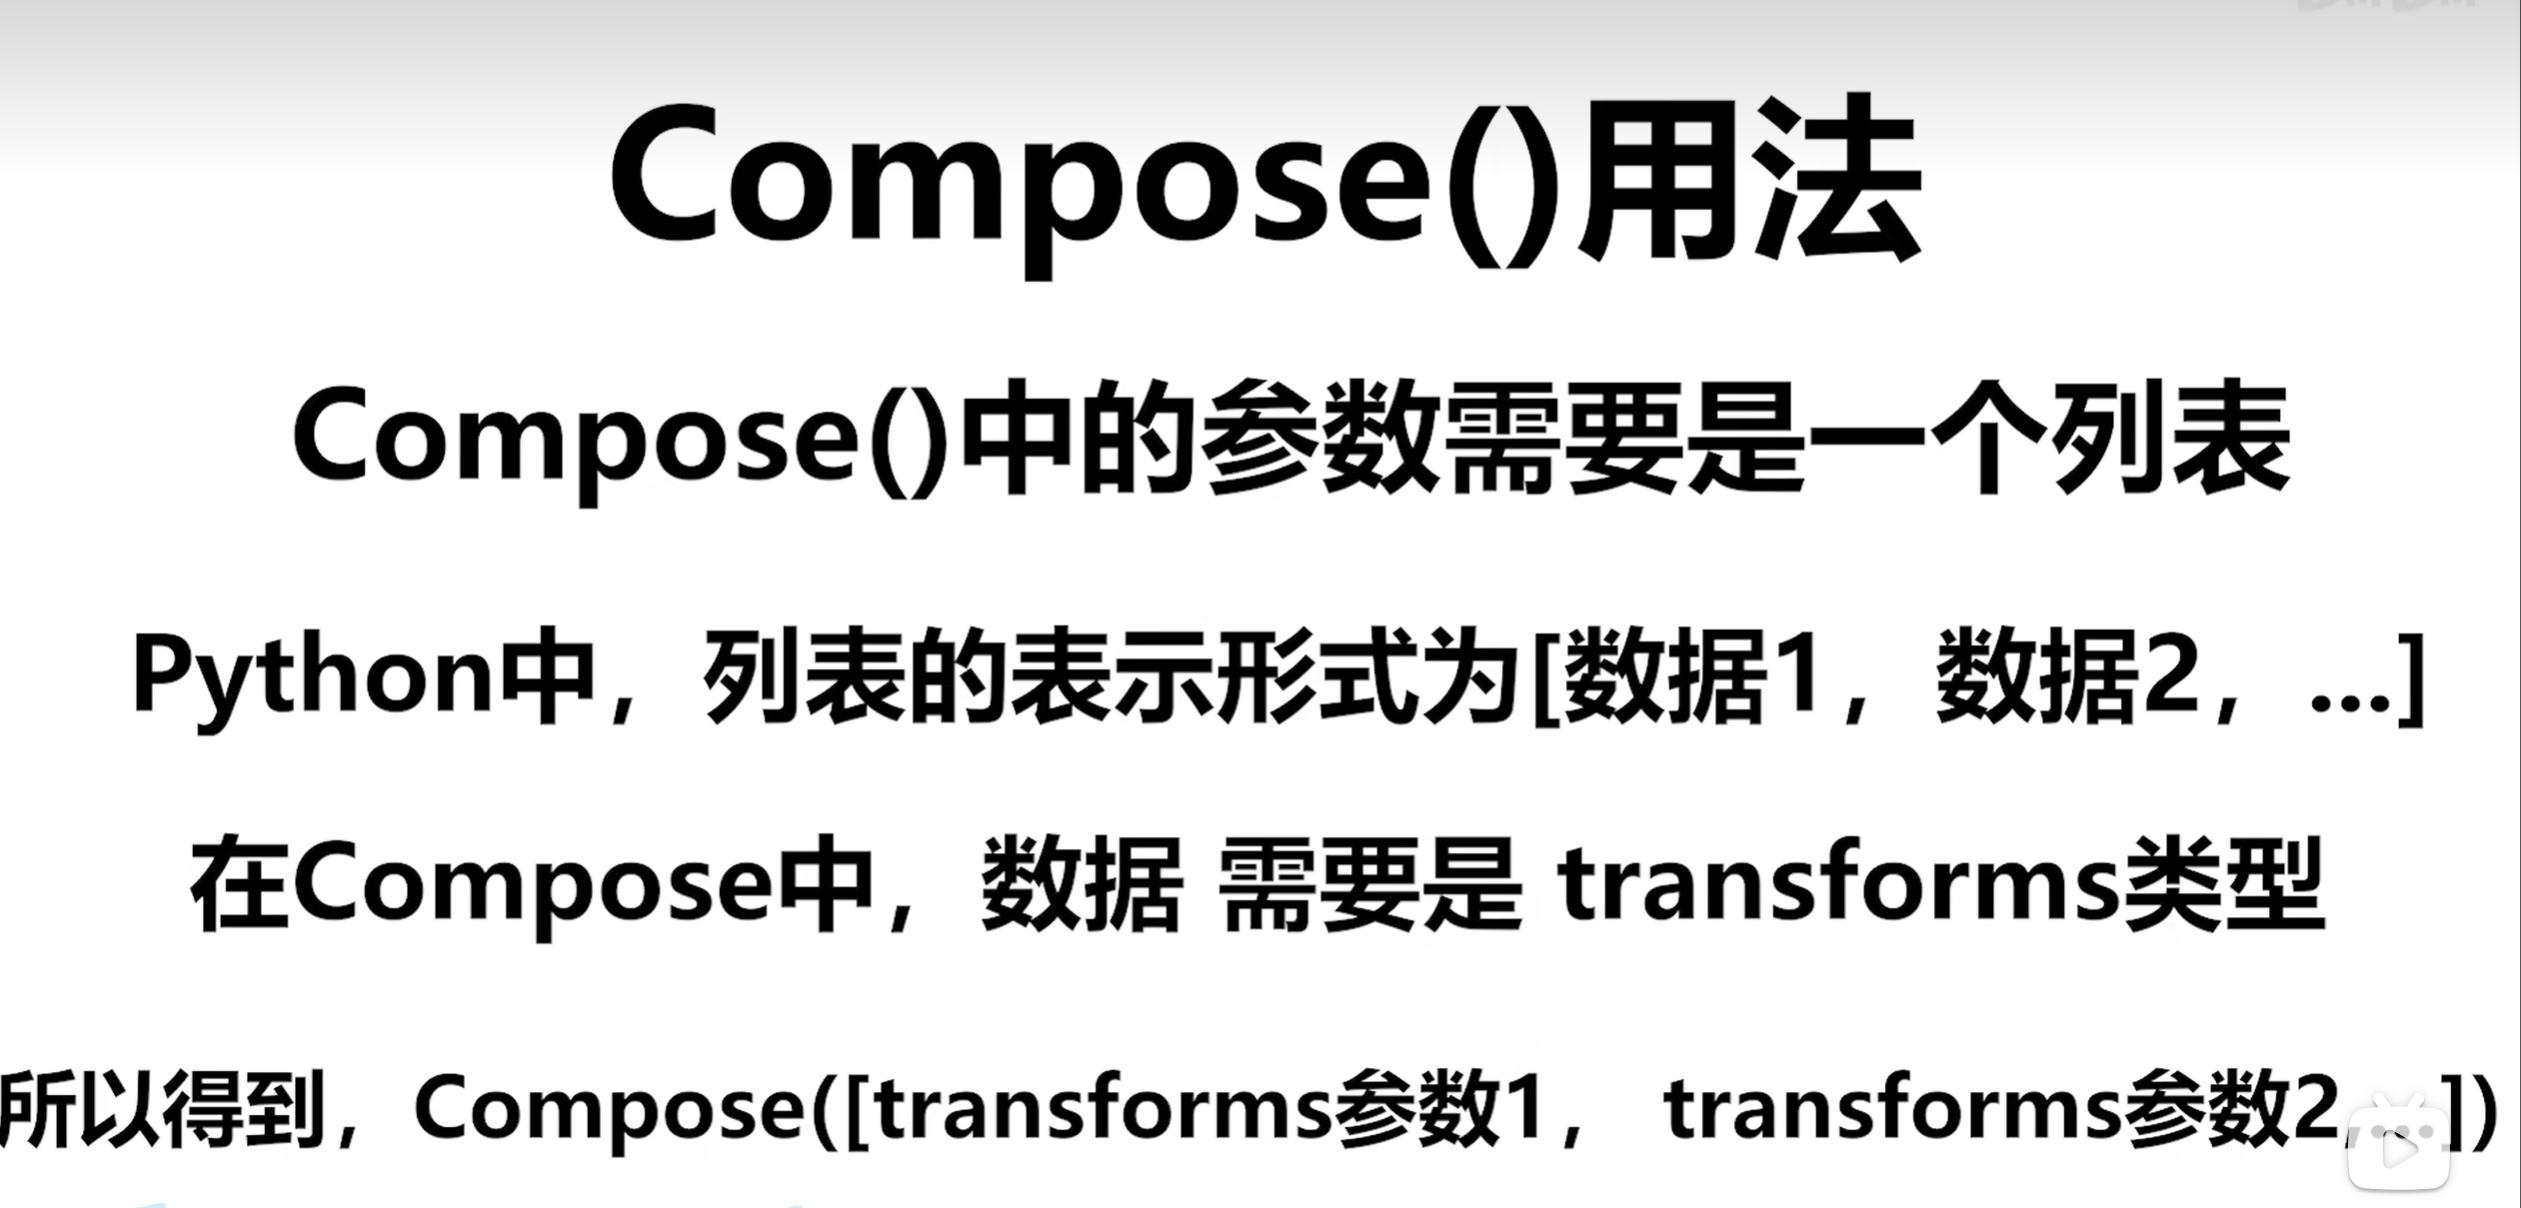 Compose()用法
Compose()中的参数需要是一个列表
Python中，列表的表示形式为[数据1，数据2，...]
在Compose中，数据 需要是 transforms类型
所以得到，Compose([transforms参数1， transforms参数2,...])